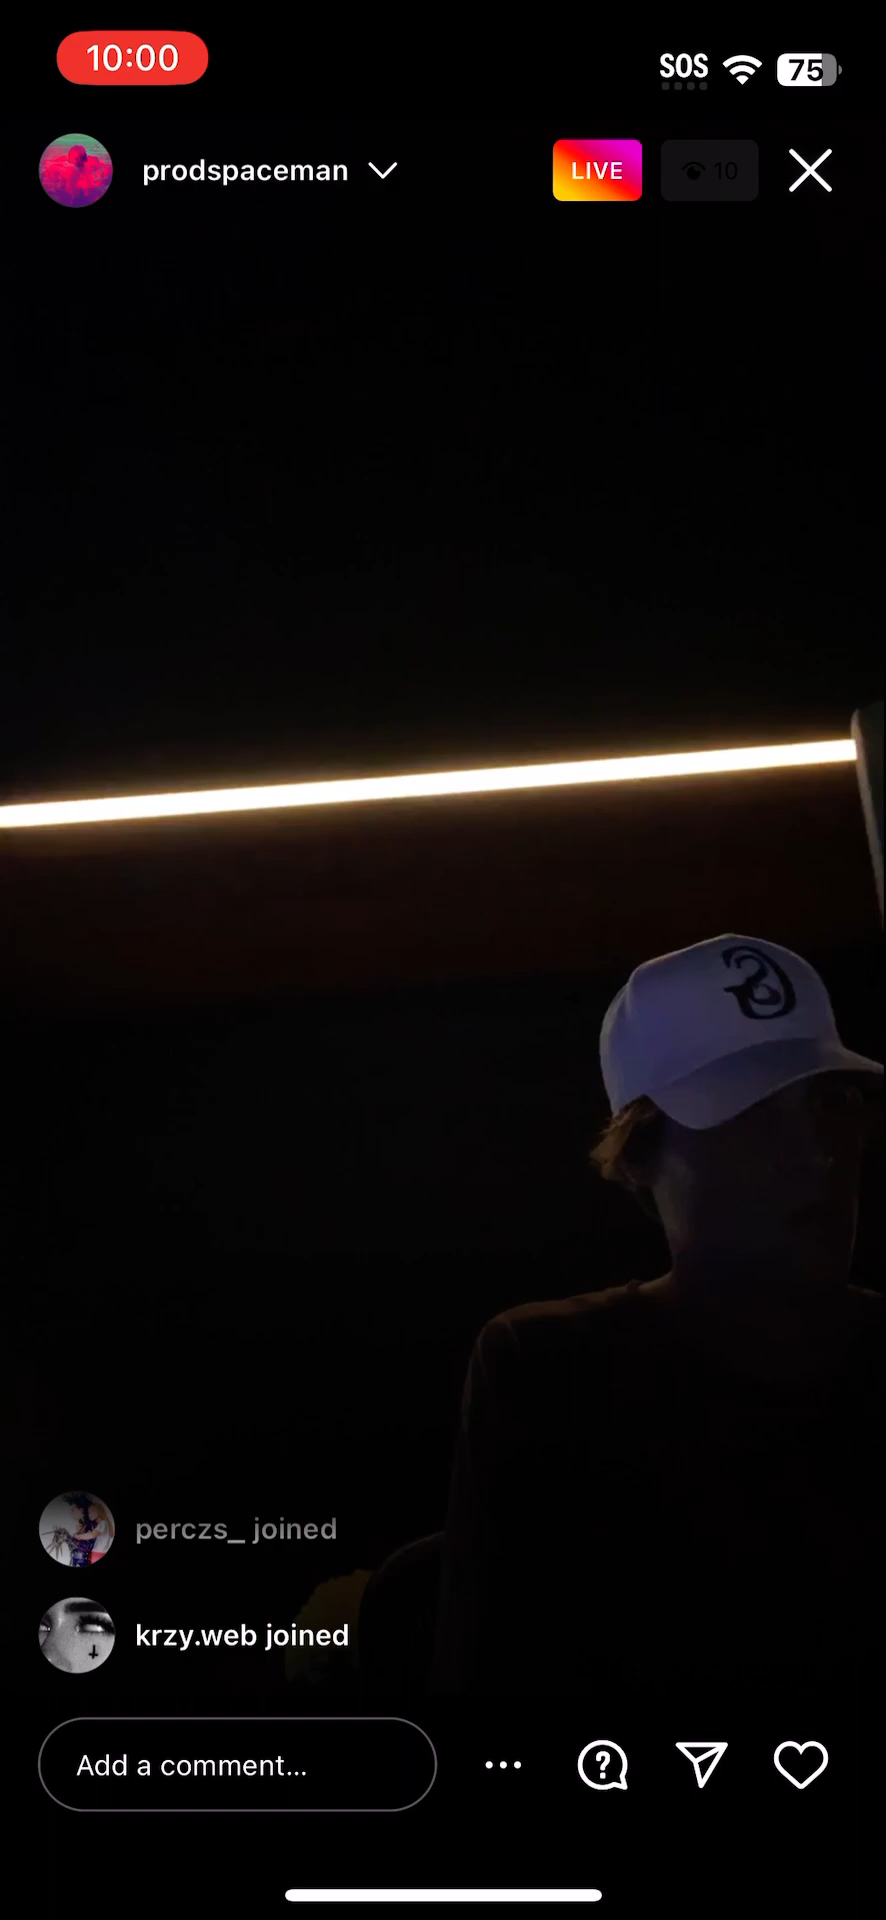 10:00
SOS
75
prodspaceman
LIVE
10
perczs_ joined
krzy.web joined
Add a comment...